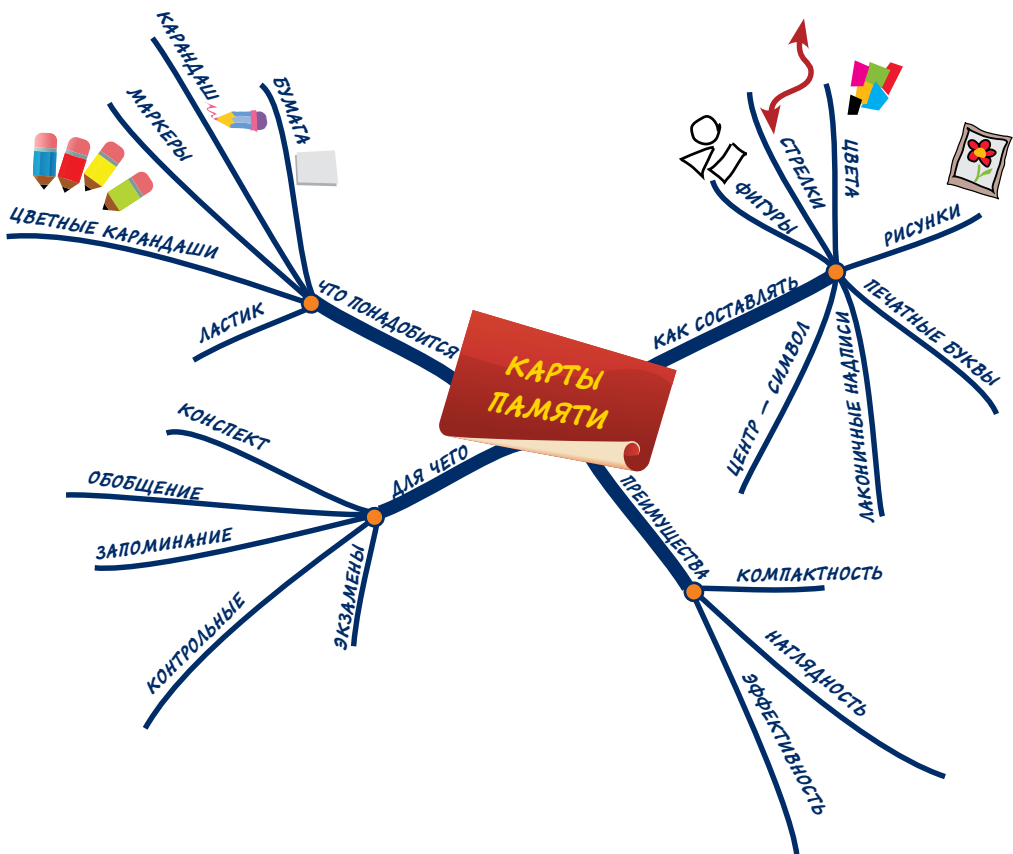 КАРТЫ
ПАМЯТИ
ЧТО ПОНАДОБИТСЯ
БУМАГА
КАРАНДАШ
МАРКЕРЫ
ЦВЕТНЫЕ КАРАНДАШИ
ЛАСТИК
КАК СОСТАВЛЯТЬ
ФИГУРЫ
СТРЕЛКИ
ЦВЕТА
РИСУНКИ
ПЕЧАТНЫЕ БУКВЫ
ЛАКОНИЧНЫЕ НАДПИСИ
ЦЕНТР – СИМВОЛ
ДЛЯ ЧЕГО
КОНСПЕКТ
ОБОБЩЕНИЕ
ЗАПОМИНАНИЕ
КОНТРОЛЬНЫЕ
ЭКЗАМЕНЫ
ПРЕИМУЩЕСТВА
КОМПАКТНОСТЬ
НАГЛЯДНОСТЬ
ЭФФЕКТИВНОСТЬ